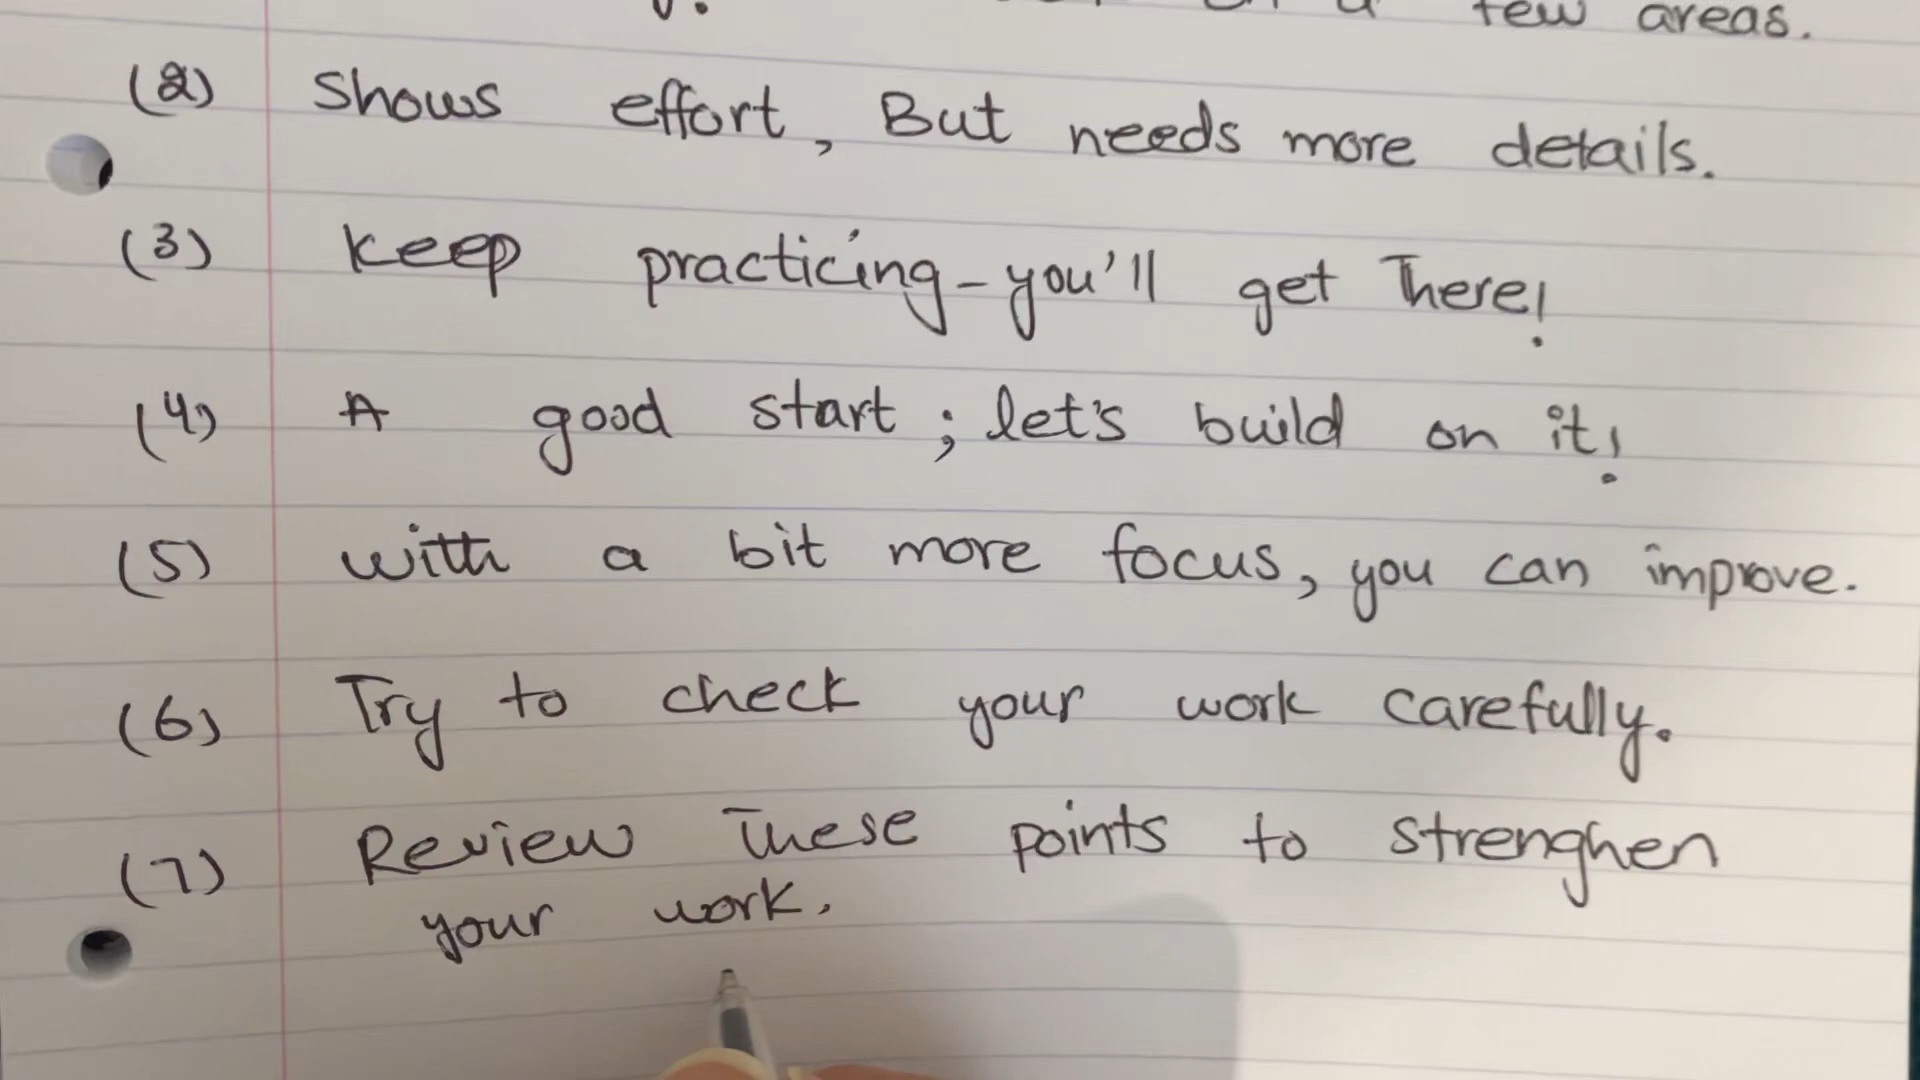 few areas.
(2) Shows effort, But needs more details.
(3) Keep practicing - you'll get There!
(4) A good start ; let's build on it!
(5) with a bit more focus, you can improve.
(6) Try to check your work carefully.
(7) Review These points to strenghen
your work.